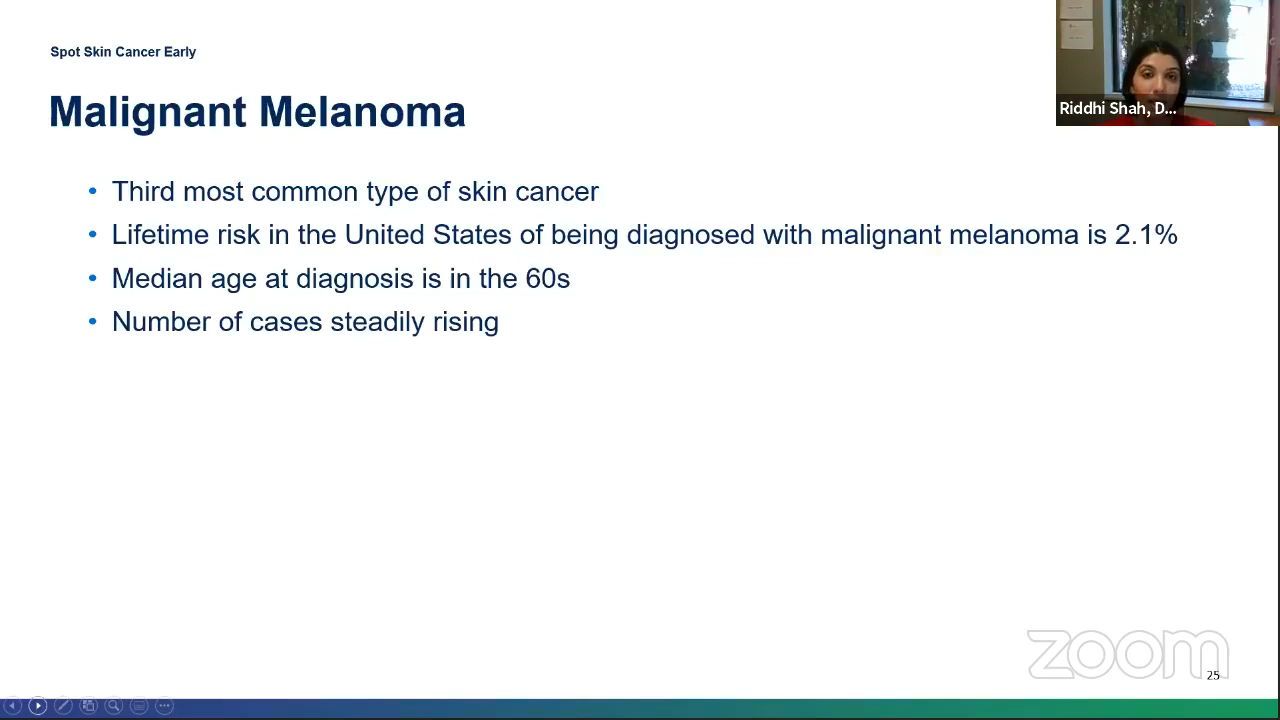 Spot Skin Cancer Early
Malignant Melanoma
Riddhi Shah, D...
• Third most common type of skin cancer
• Lifetime risk in the United States of being diagnosed with malignant melanoma is 2.1%
• Median age at diagnosis is in the 60s
• Number of cases steadily rising
zoom
25